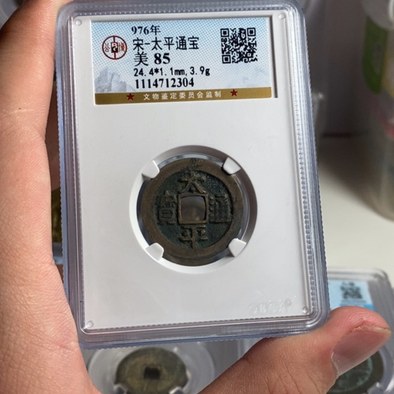 976年
宋-太平通宝
美 85
24.4*1.1mm,3.9g
1114712304
★ 文物鉴定委员会监制 ★
太
寶 通
平